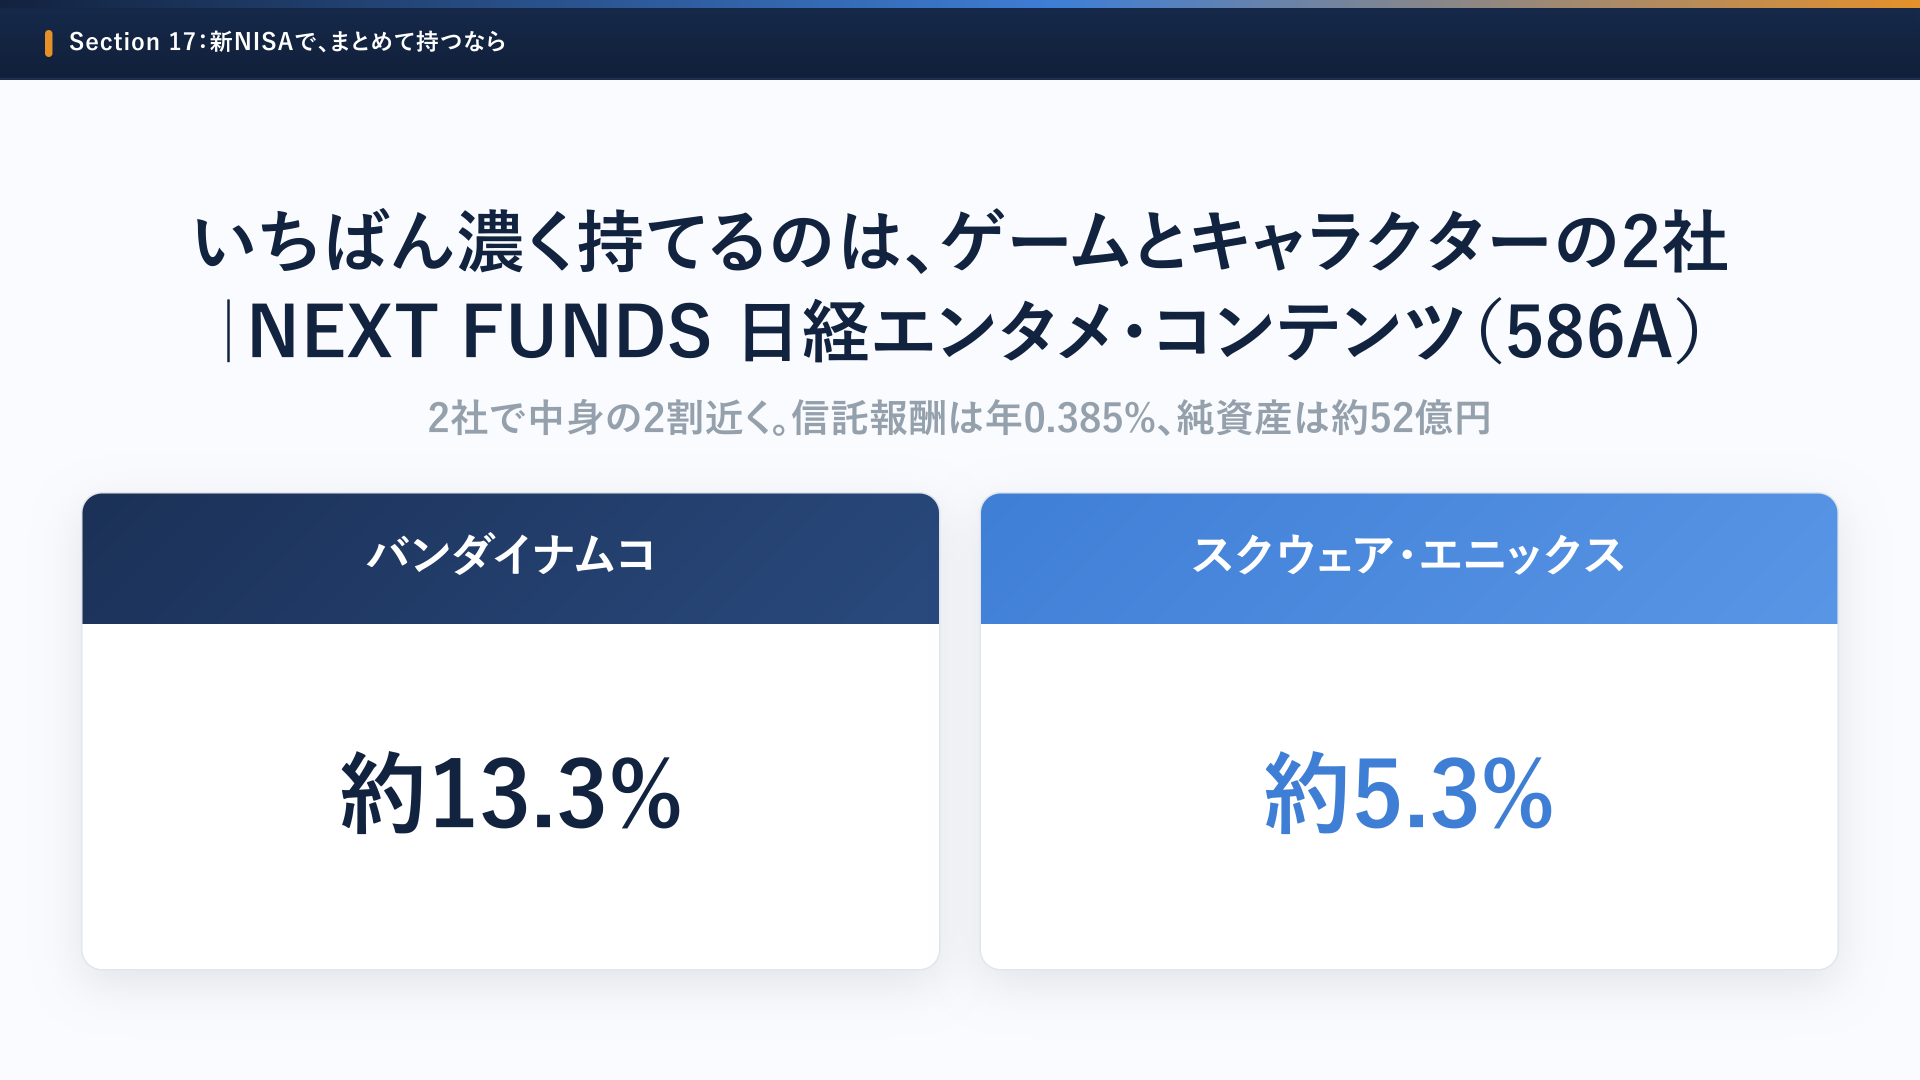 Section 17：新NISAで、まとめて持つなら
いちばん濃く持てるのは、ゲームとキャラクターの2社
｜NEXT FUNDS 日経エンタメ・コンテンツ（586A）
2社で中身の2割近く。信託報酬は年0.385%、純資産は約52億円
バンダイナムコ
スクウェア・エニックス
約13.3%
約5.3%